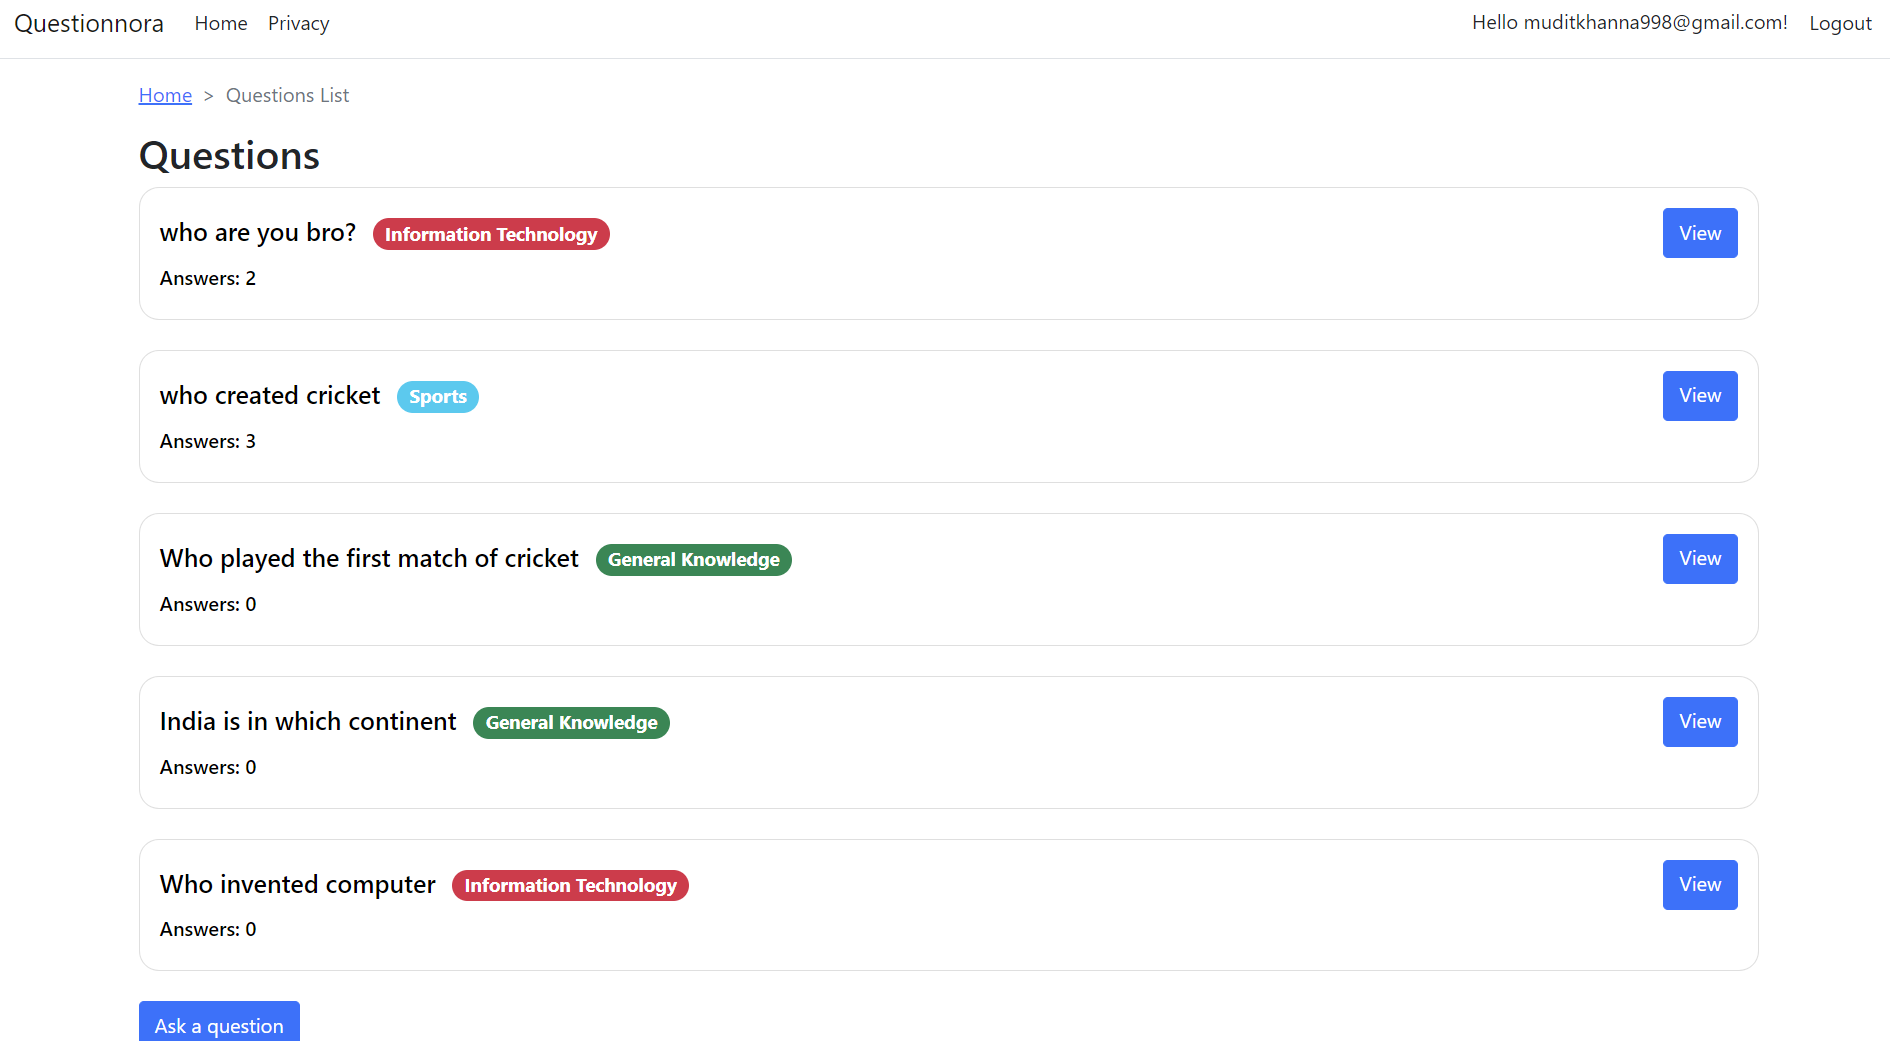 Questionnora Home Privacy Hello muditkhanna998@gmail.com! Logout
Home > Questions List
Questions
who are you bro? Information Technology View
Answers: 2
who created cricket Sports View
Answers: 3
Who played the first match of cricket General Knowledge View
Answers: 0
India is in which continent General Knowledge View
Answers: 0
Who invented computer Information Technology View
Answers: 0
Ask a question